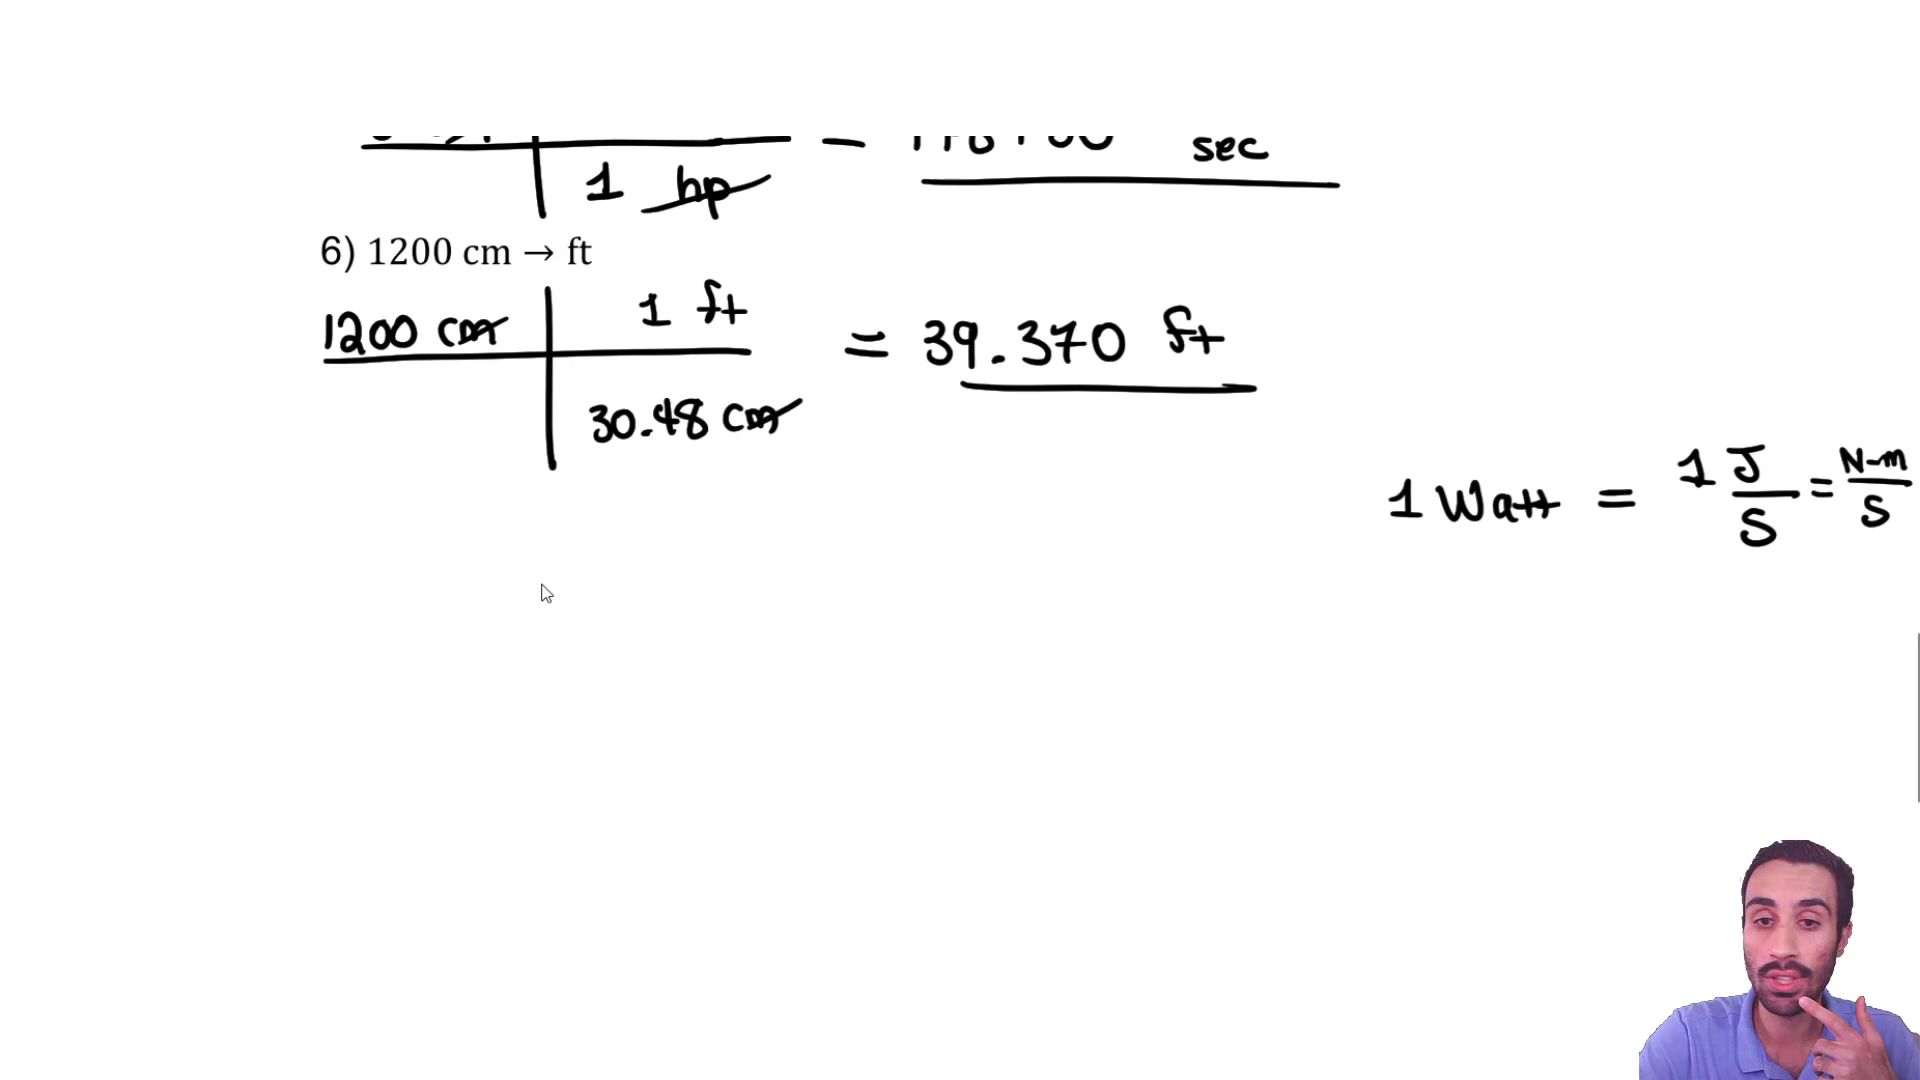 sec
1 hp
6) 1200 cm → ft
1200 cm 1 ft
= 39.370 ft
30.48 cm
1 Watt = 1 J/S = N-m/S